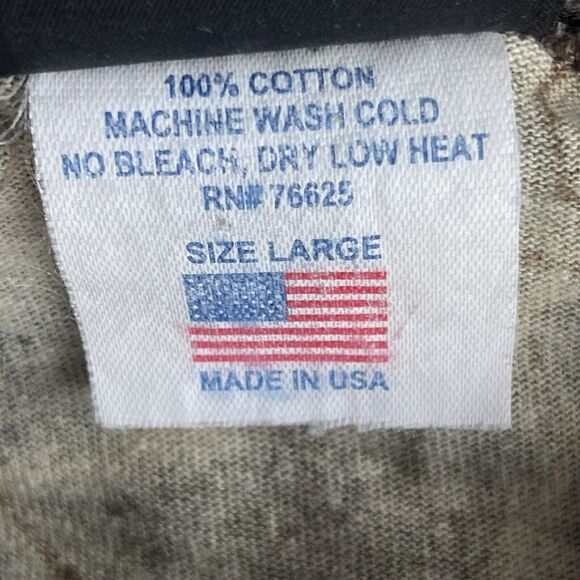 100% COTTON
MACHINE WASH COLD
NO BLEACH, DRY LOW HEAT
RN# 76625
SIZE LARGE
MADE IN USA